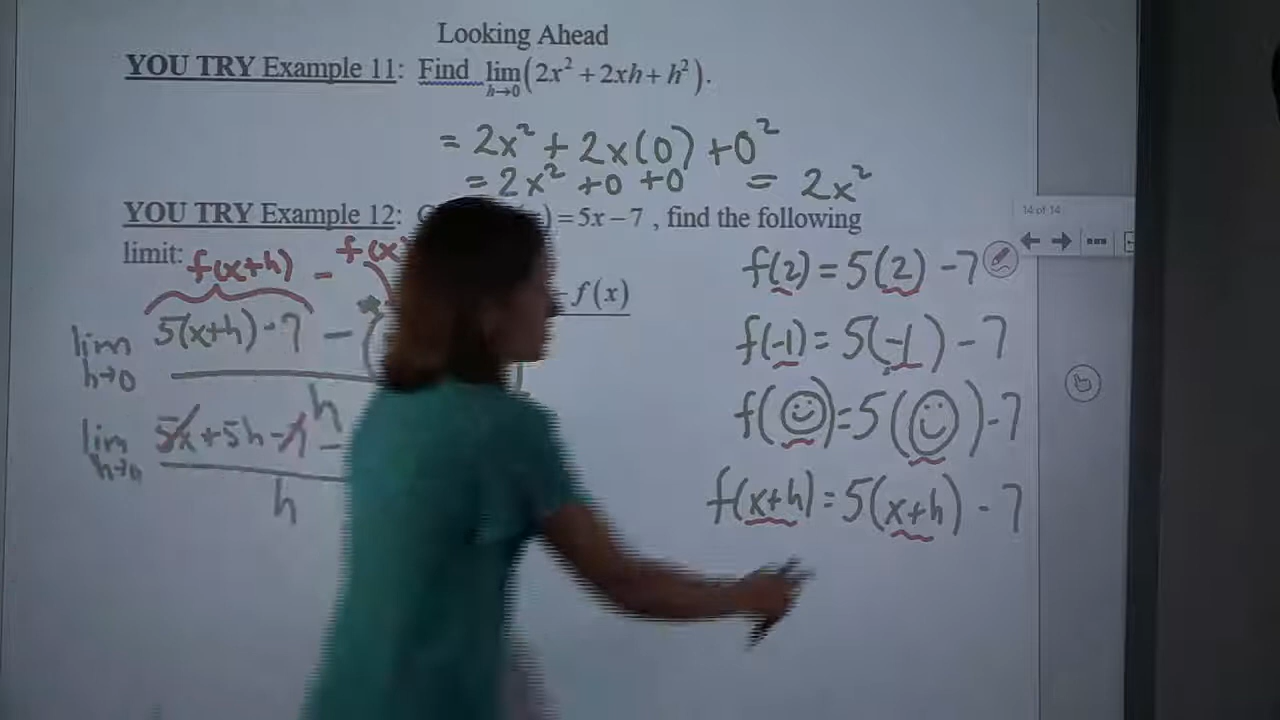 Looking Ahead
YOU TRY Example 11: Find lim h→0 (2x² + 2xh + h²).
= 2x² + 2x(0) + 0²
= 2x² +0 +0 = 2x²
YOU TRY Example 12: ) = 5x − 7 , find the following
limit:
f(x+h) − f(x
lim h→0 5(x+h) - 7 − (
h
− f(x)
lim h→0 5x + 5h - 7 −
h
f(2) = 5(2) - 7
f(-1) = 5(-1) - 7
f(☺) = 5(☺) - 7
f(x+h) = 5(x+h) - 7
14 of 14